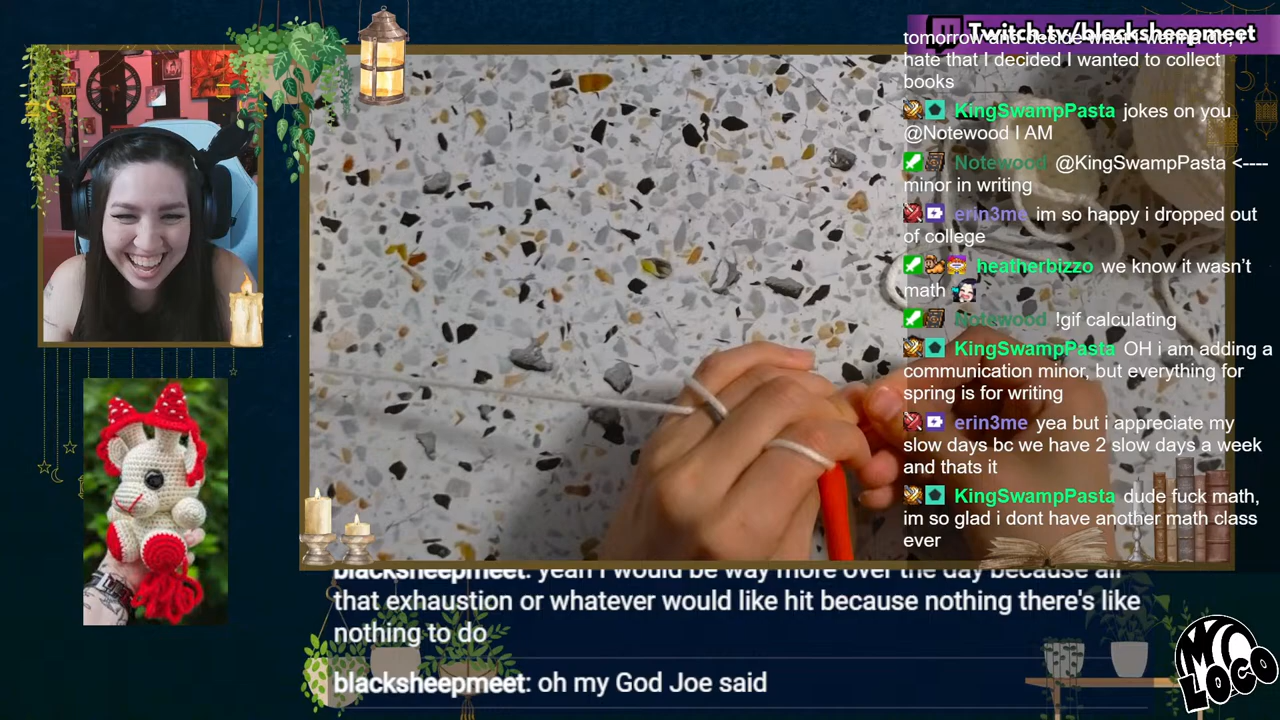 Twitch.tv/blacksheepmeet
tomorrow and decide what I wanna do, I
hate that I decided I wanted to collect
books
KingSwampPasta jokes on you
@Notewood I AM
Notewood @KingSwampPasta <----
minor in writing
erin3me im so happy i dropped out
of college
heatherbizzo we know it wasn't
math
Notewood !gif calculating
KingSwampPasta OH i am adding a
communication minor, but everything for
spring is for writing
erin3me yea but i appreciate my
slow days bc we have 2 slow days a week
and thats it
KingSwampPasta dude fuck math,
im so glad i dont have another math class
ever
blacksheepmeet: yeah I would be way more over the day because all
that exhaustion or whatever would like hit because nothing there's like
nothing to do
blacksheepmeet: oh my God Joe said
MC
LOCO